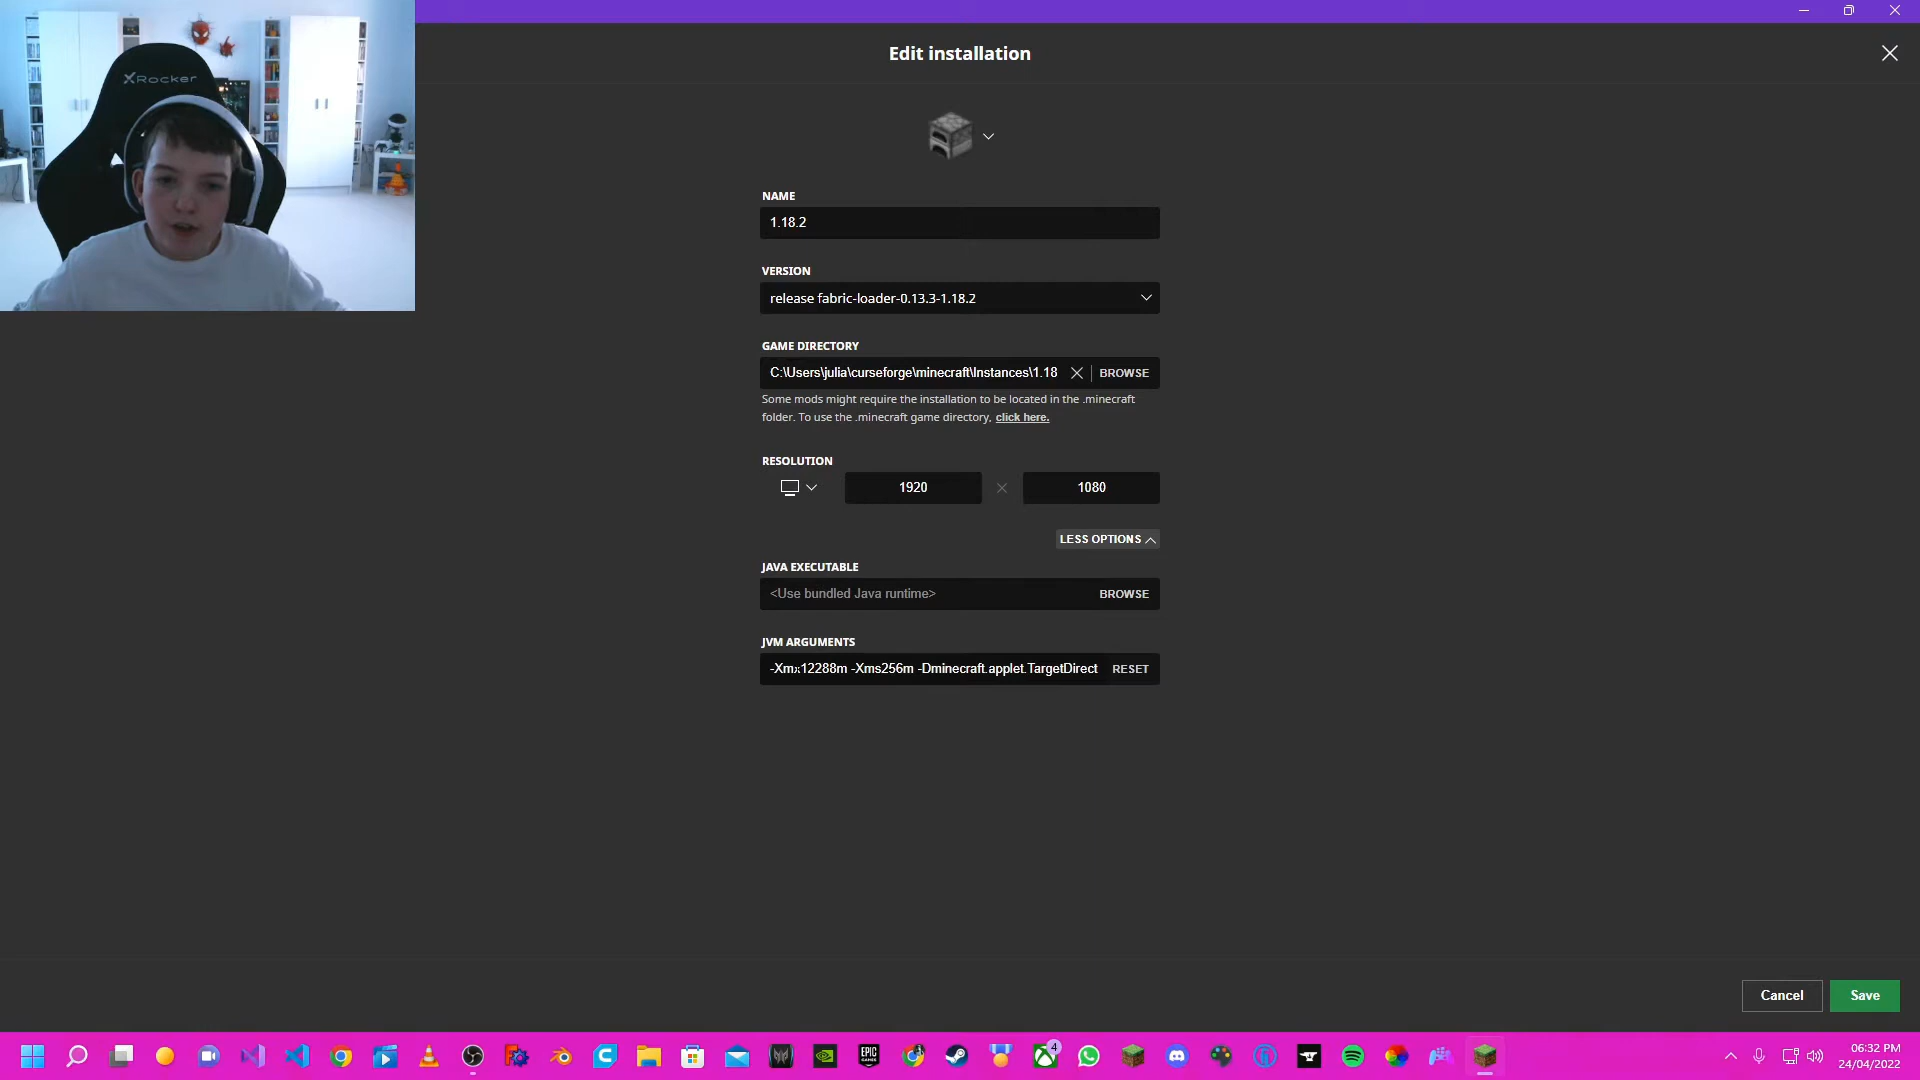 XRocker
Edit installation
NAME
1.18.2
VERSION
release fabric-loader-0.13.3-1.18.2
GAME DIRECTORY
C:\Users\julia\curseforge\minecraft\Instances\1.18
BROWSE
Some mods might require the installation to be located in the .minecraft
folder. To use the .minecraft game directory, click here.
RESOLUTION
1920
1080
LESS OPTIONS
JAVA EXECUTABLE
<Use bundled Java runtime>
BROWSE
JVM ARGUMENTS
-Xmx12288m -Xms256m -Dminecraft.applet.TargetDirect
RESET
Cancel
Save
EPIC
GAMES
4
06:32 PM
24/04/2022